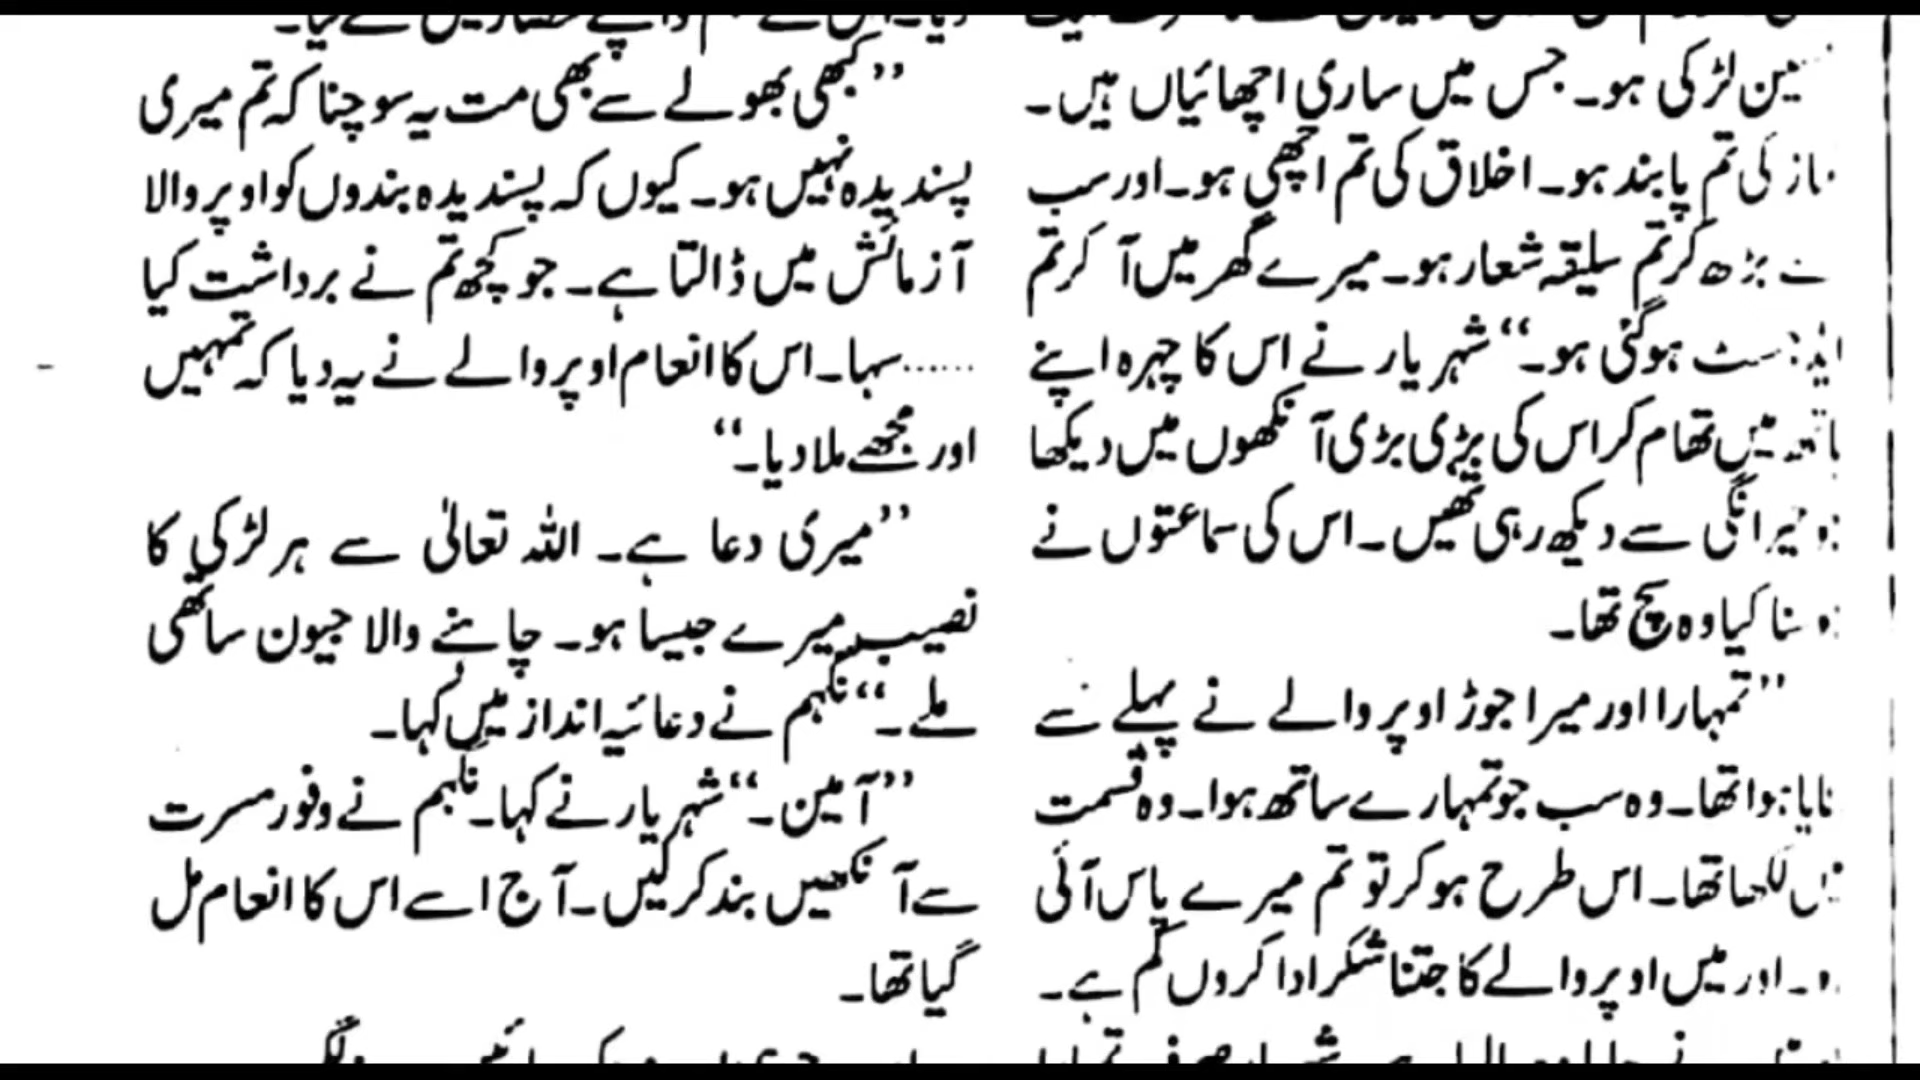 لڑکی ہو۔ جس میں ساری اچھائیاں ہیں۔
کی تم پابند ہو۔ اخلاق کی تم اچھی ہو۔ اور سب
بڑھ کر تم سلیقہ شعار ہو۔ میرے گھر میں آ کر تم
ہوگئی ہو۔‘‘ شہریار نے اس کا چہرہ اپنے
میں تھام کر اس کی بڑی بڑی آنکھوں میں دیکھا
حیرانگی سے دیکھ رہی تھیں۔ اس کی سماعتوں نے
سنا کیا وہ سچ تھا۔
’’تمہارا اور میرا جوڑ اوپر والے نے پہلے سے
ہوا تھا۔ وہ سب جو تمہارے ساتھ ہوا۔ وہ قسمت
لکھا تھا۔ اس طرح ہو کر تو تم میرے پاس آئی
اور میں اوپر والے کا جتنا شکر ادا کروں کم ہے۔
’’کبھی بھولے سے بھی مت یہ سوچنا کہ تم میری
پسندیدہ نہیں ہو۔ کیوں کہ پسندیدہ بندوں کو اوپر والا
آزمائش میں ڈالتا ہے۔ جو کچھ تم نے برداشت کیا
...... سہا۔ اس کا انعام اوپر والے نے یہ دیا کہ تمہیں
اور مجھے ملا دیا۔‘‘
’’میری دعا ہے۔ اللہ تعالیٰ سے ہر لڑکی کا
نصیب میرے جیسا ہو۔ چاہنے والا جیون ساتھی
ملے۔‘‘ نے دعائیہ انداز میں کہا۔
’’آمین۔‘‘ شہریار نے کہا۔ نے وفور مسرت
سے آنکھیں بند کرلیں۔ آج اسے اس کا انعام مل
گیا تھا۔